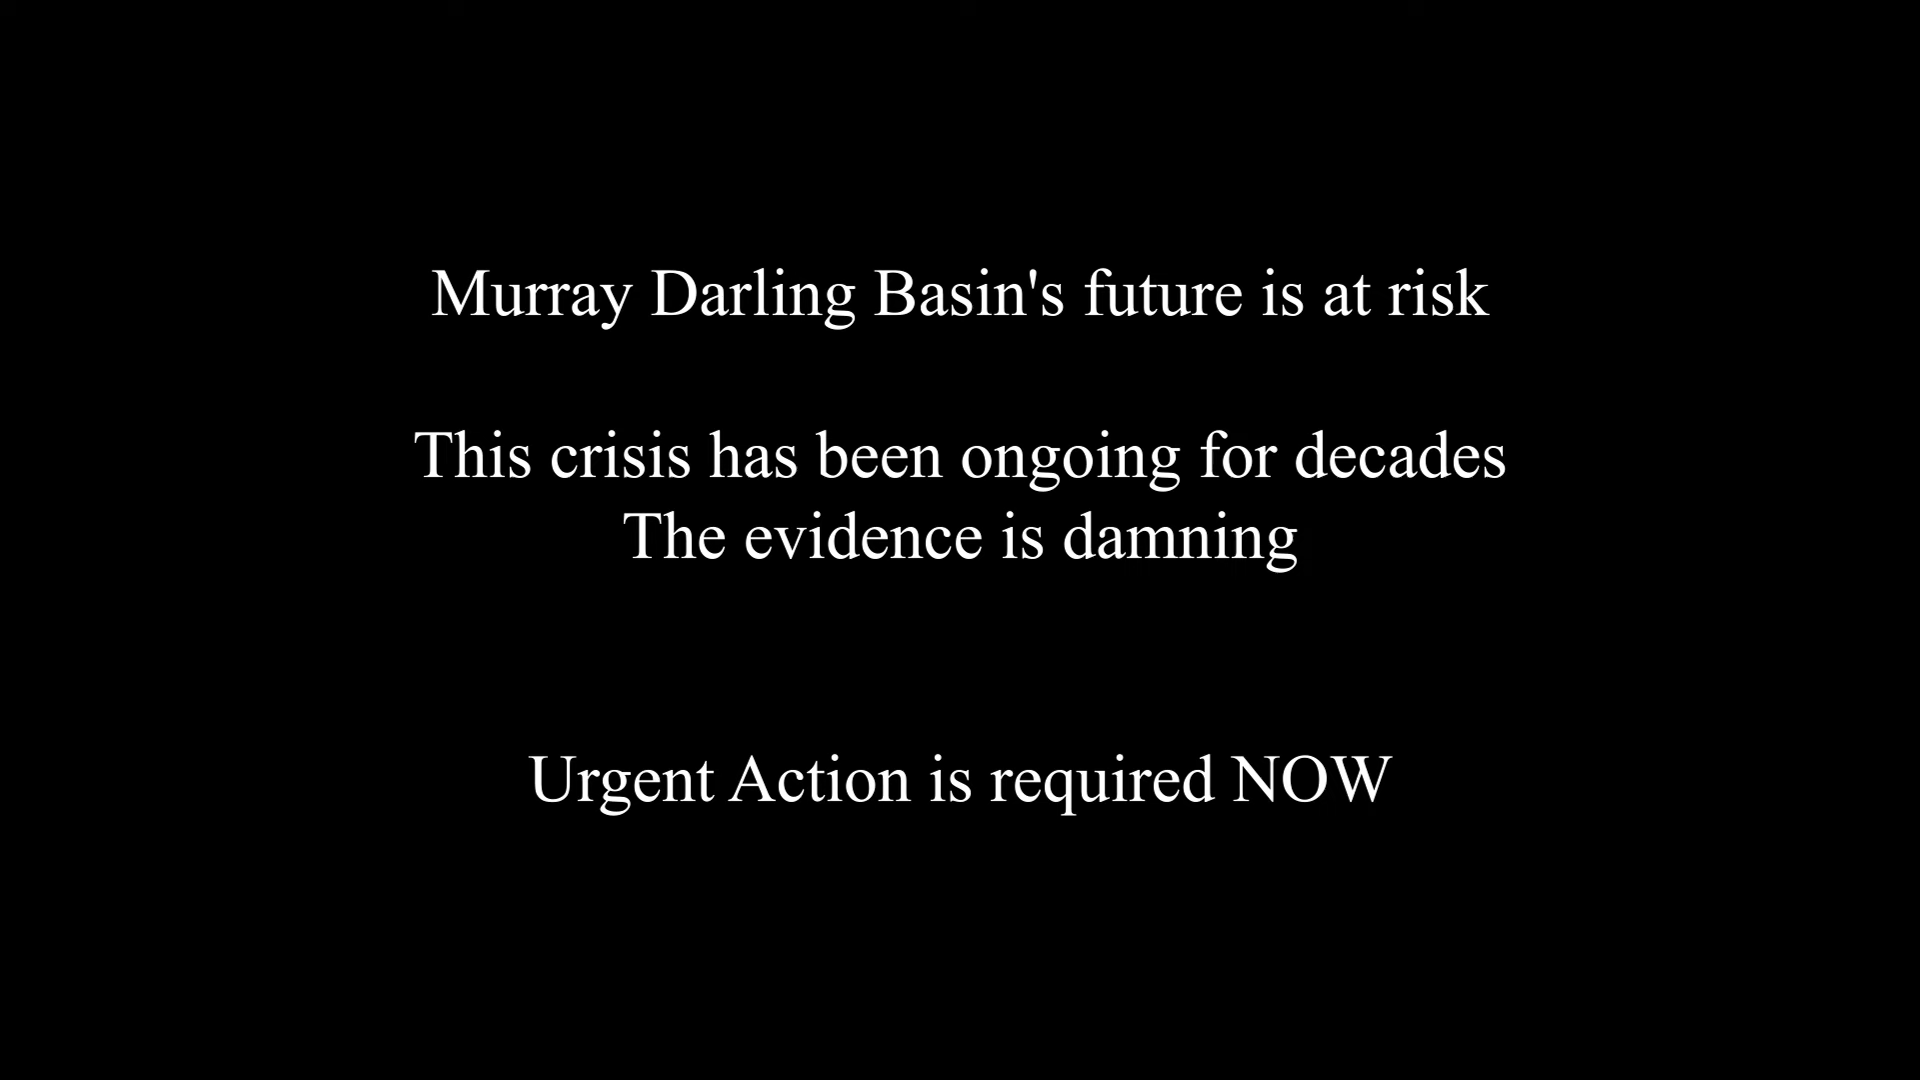 Murray Darling Basin's future is at risk
This crisis has been ongoing for decades
The evidence is damning
Urgent Action is required NOW